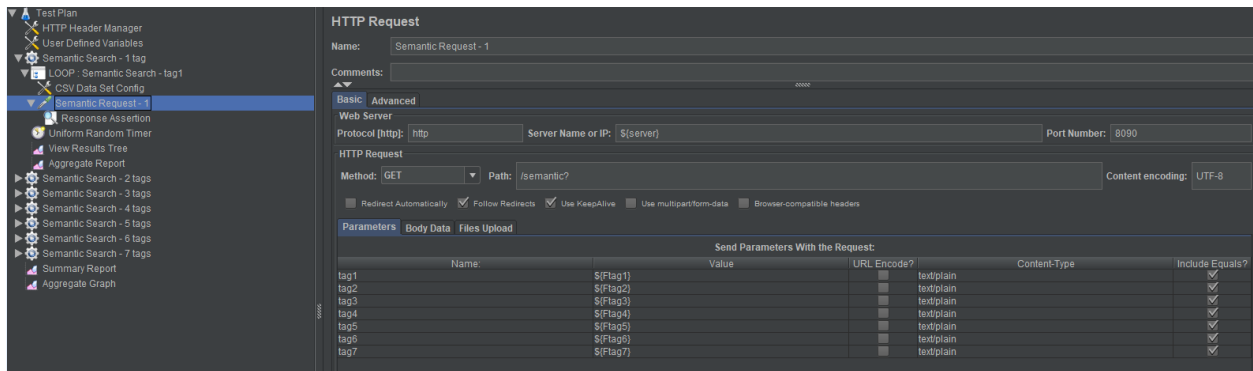 Test Plan
HTTP Header Manager
User Defined Variables
Semantic Search - 1 tag
LOOP : Semantic Search - tag1
CSV Data Set Config
Semantic Request - 1
Response Assertion
Uniform Random Timer
View Results Tree
Aggregate Report
Semantic Search - 2 tags
Semantic Search - 3 tags
Semantic Search - 4 tags
Semantic Search - 5 tags
Semantic Search - 6 tags
Semantic Search - 7 tags
Summary Report
Aggregate Graph
HTTP Request
Name: Semantic Request - 1
Comments:
Basic Advanced
Web Server
Protocol [http]: http Server Name or IP: ${server} Port Number: 8090
HTTP Request
Method: GET Path: /semantic? Content encoding: UTF-8
Redirect Automatically Follow Redirects Use KeepAlive Use multipart/form-data Browser-compatible headers
Parameters Body Data Files Upload
Send Parameters With the Request:
Name: Value URL Encode? Content-Type Include Equals?
tag1 ${Ftag1} text/plain
tag2 ${Ftag2} text/plain
tag3 ${Ftag3} text/plain
tag4 ${Ftag4} text/plain
tag5 ${Ftag5} text/plain
tag6 ${Ftag6} text/plain
tag7 ${Ftag7} text/plain